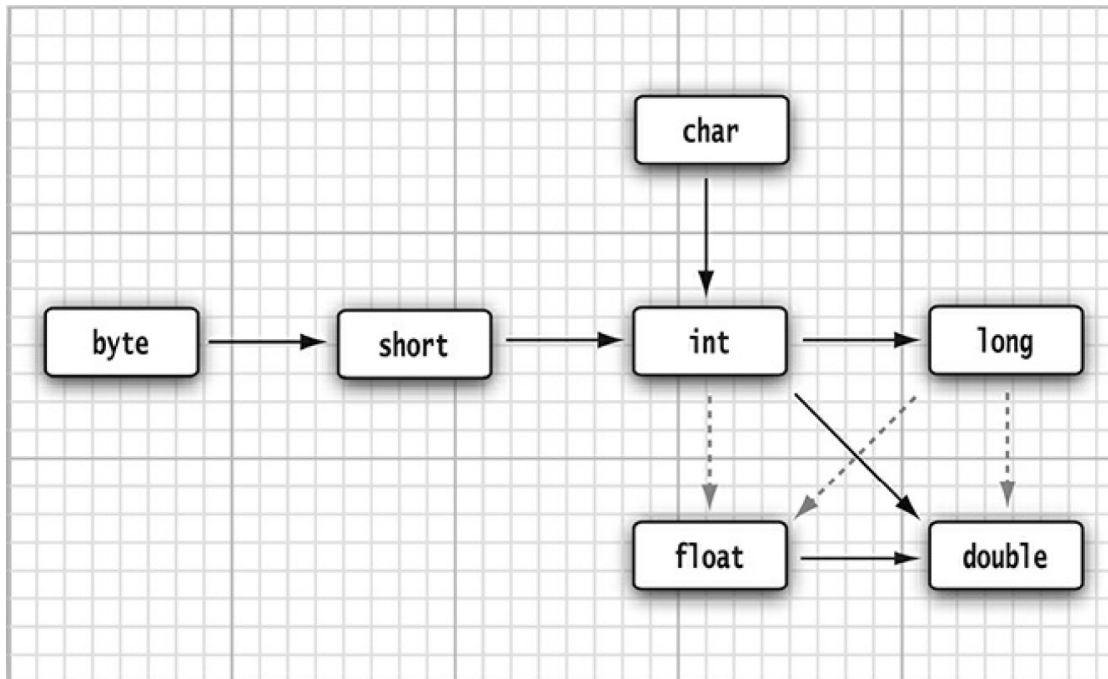 char
byte
short
int
long
float
double